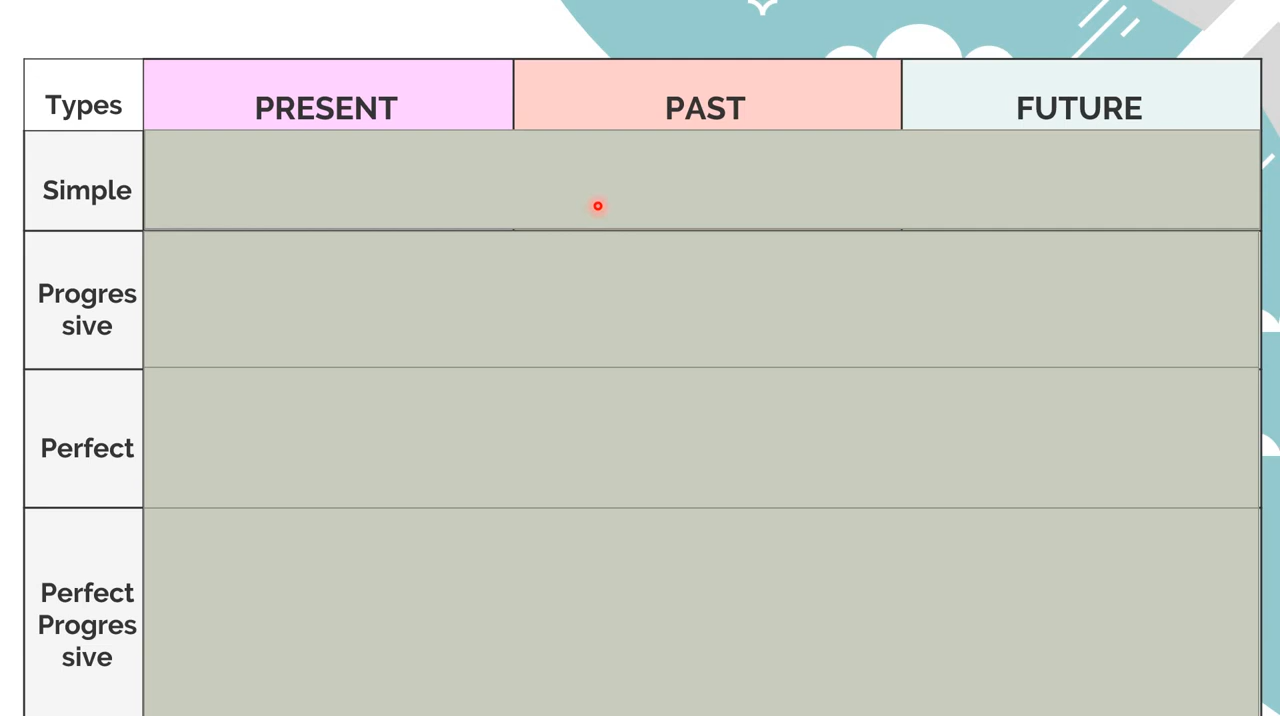 Types PRESENT PAST FUTURE
Simple
Progres
sive
Perfect
Perfect
Progres
sive